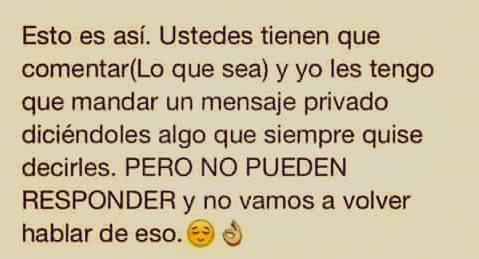 Esto es así. Ustedes tienen que
comentar(Lo que sea) y yo les tengo
que mandar un mensaje privado
diciéndoles algo que siempre quise
decirles. PERO NO PUEDEN
RESPONDER y no vamos a volver
hablar de eso.😌👌